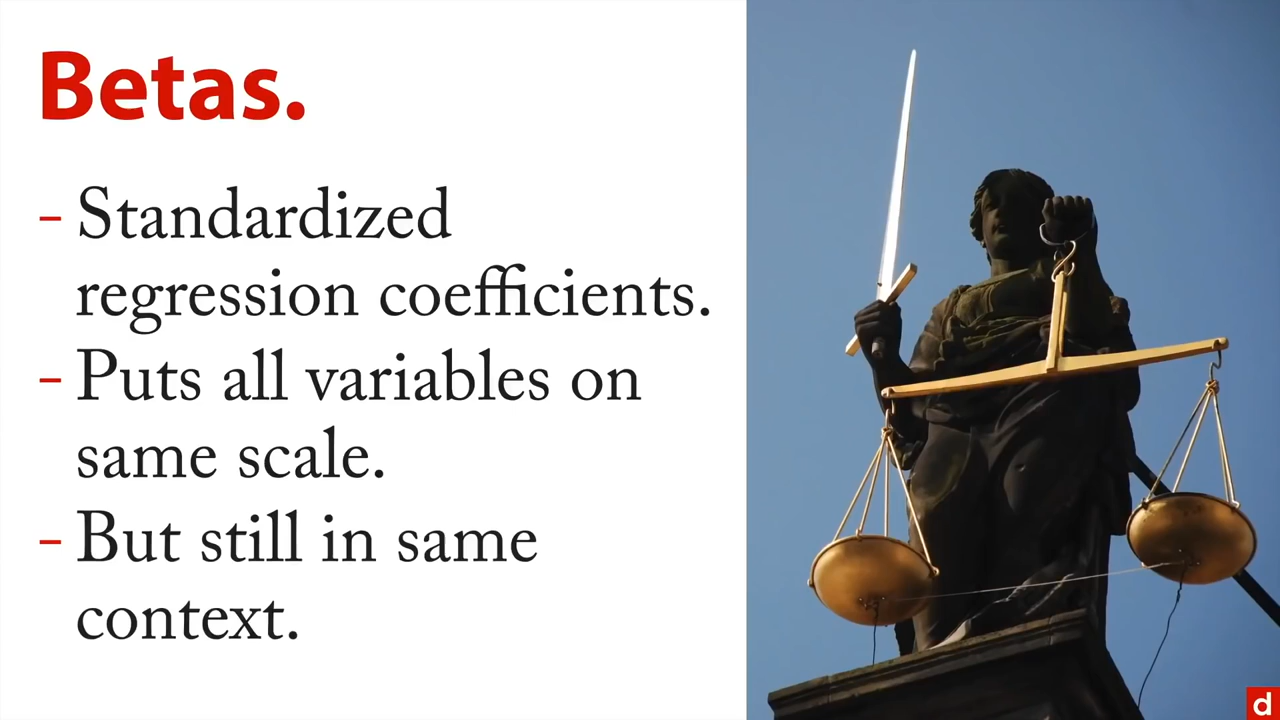 Betas.
- Standardized
regression coefficients.
- Puts all variables on
same scale.
- But still in same
context.
d